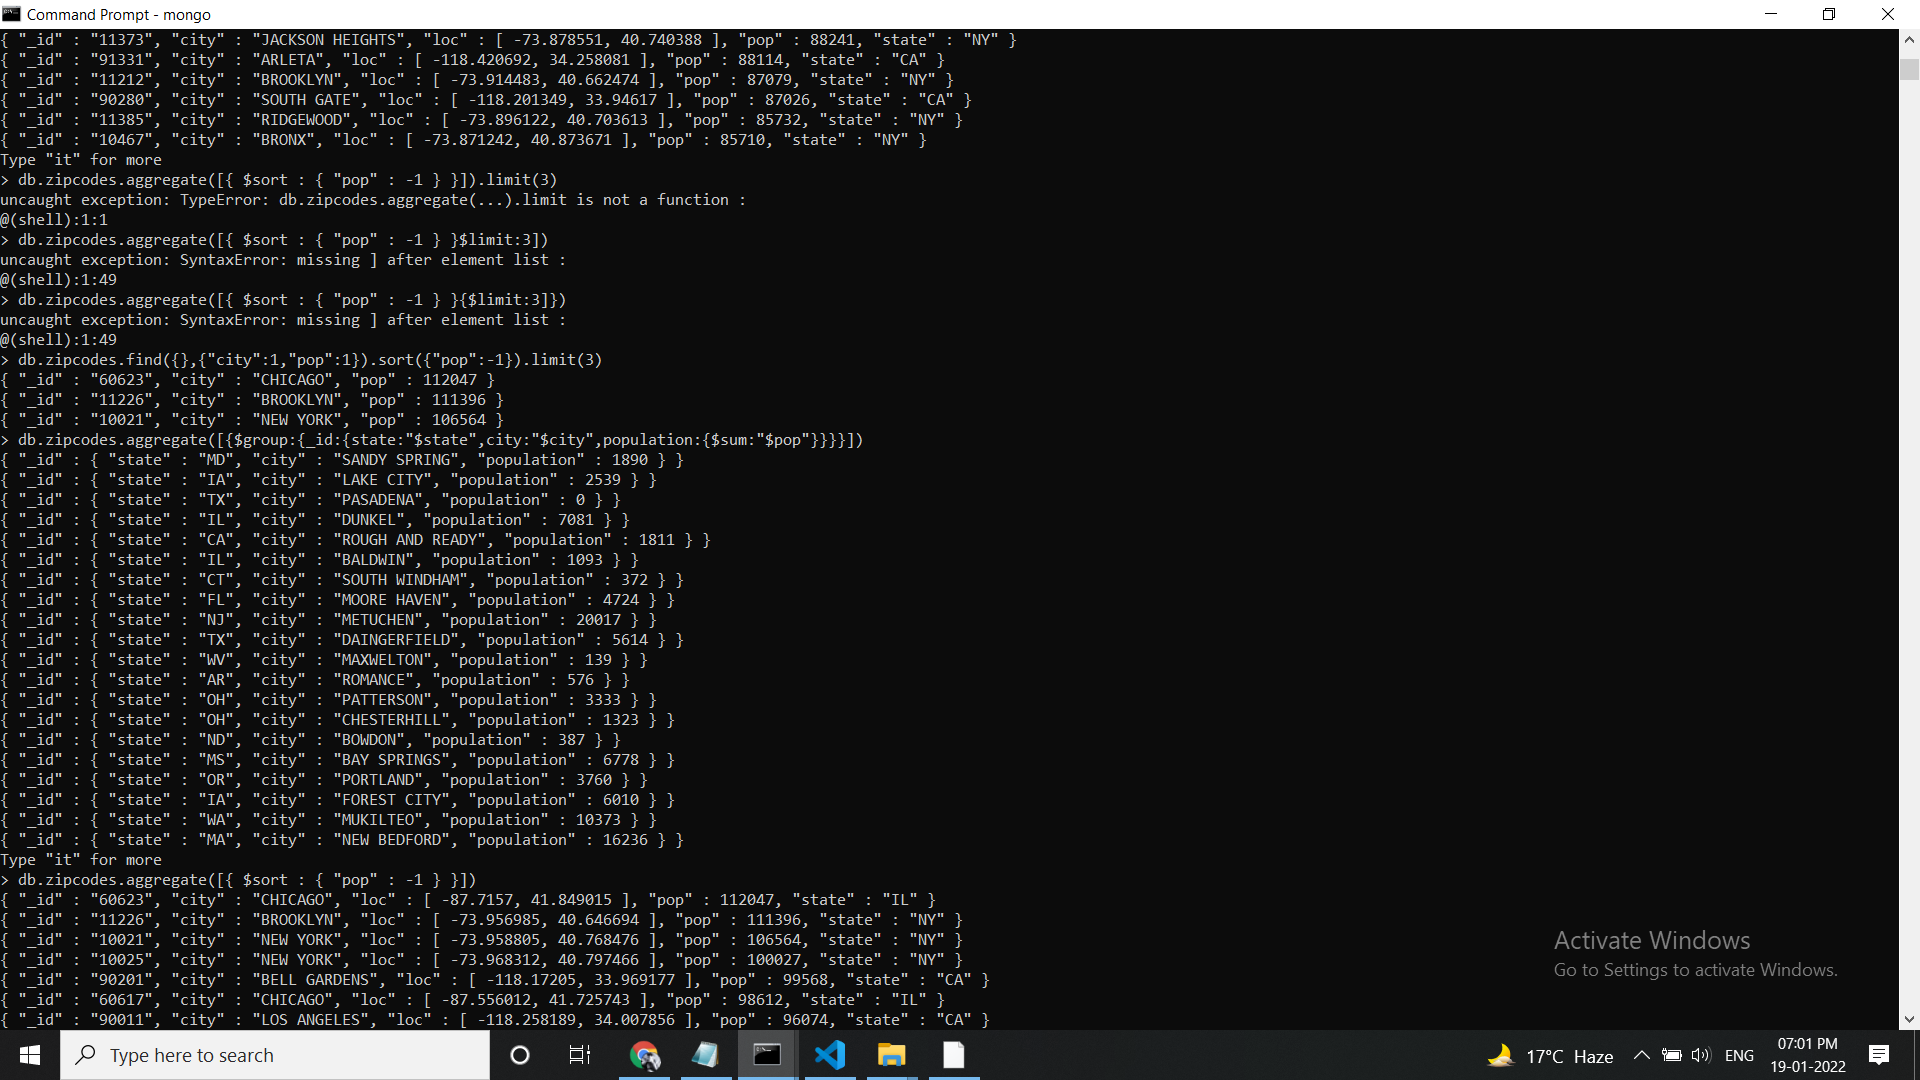 Command Prompt - mongo
{ "_id" : "11373", "city" : "JACKSON HEIGHTS", "loc" : [ -73.878551, 40.740388 ], "pop" : 88241, "state" : "NY" }
{ "_id" : "91331", "city" : "ARLETA", "loc" : [ -118.420692, 34.258081 ], "pop" : 88114, "state" : "CA" }
{ "_id" : "11212", "city" : "BROOKLYN", "loc" : [ -73.914483, 40.662474 ], "pop" : 87079, "state" : "NY" }
{ "_id" : "90280", "city" : "SOUTH GATE", "loc" : [ -118.201349, 33.94617 ], "pop" : 87026, "state" : "CA" }
{ "_id" : "11385", "city" : "RIDGEWOOD", "loc" : [ -73.896122, 40.703613 ], "pop" : 85732, "state" : "NY" }
{ "_id" : "10467", "city" : "BRONX", "loc" : [ -73.871242, 40.873671 ], "pop" : 85710, "state" : "NY" }
Type "it" for more
> db.zipcodes.aggregate([{ $sort : { "pop" : -1 } }]).limit(3)
uncaught exception: TypeError: db.zipcodes.aggregate(...).limit is not a function :
@(shell):1:1
> db.zipcodes.aggregate([{ $sort : { "pop" : -1 } }$limit:3])
uncaught exception: SyntaxError: missing ] after element list :
@(shell):1:49
> db.zipcodes.aggregate([{ $sort : { "pop" : -1 } }{$limit:3]})
uncaught exception: SyntaxError: missing ] after element list :
@(shell):1:49
> db.zipcodes.find({},{"city":1,"pop":1}).sort({"pop":-1}).limit(3)
{ "_id" : "60623", "city" : "CHICAGO", "pop" : 112047 }
{ "_id" : "11226", "city" : "BROOKLYN", "pop" : 111396 }
{ "_id" : "10021", "city" : "NEW YORK", "pop" : 106564 }
> db.zipcodes.aggregate([{$group:{_id:{state:"$state",city:"$city",population:{$sum:"$pop"}}}}])
{ "_id" : { "state" : "MD", "city" : "SANDY SPRING", "population" : 1890 } }
{ "_id" : { "state" : "IA", "city" : "LAKE CITY", "population" : 2539 } }
{ "_id" : { "state" : "TX", "city" : "PASADENA", "population" : 0 } }
{ "_id" : { "state" : "IL", "city" : "DUNKEL", "population" : 7081 } }
{ "_id" : { "state" : "CA", "city" : "ROUGH AND READY", "population" : 1811 } }
{ "_id" : { "state" : "IL", "city" : "BALDWIN", "population" : 1093 } }
{ "_id" : { "state" : "CT", "city" : "SOUTH WINDHAM", "population" : 372 } }
{ "_id" : { "state" : "FL", "city" : "MOORE HAVEN", "population" : 4724 } }
{ "_id" : { "state" : "NJ", "city" : "METUCHEN", "population" : 20017 } }
{ "_id" : { "state" : "TX", "city" : "DAINGERFIELD", "population" : 5614 } }
{ "_id" : { "state" : "WV", "city" : "MAXWELTON", "population" : 139 } }
{ "_id" : { "state" : "AR", "city" : "ROMANCE", "population" : 576 } }
{ "_id" : { "state" : "OH", "city" : "PATTERSON", "population" : 3333 } }
{ "_id" : { "state" : "OH", "city" : "CHESTERHILL", "population" : 1323 } }
{ "_id" : { "state" : "ND", "city" : "BOWDON", "population" : 387 } }
{ "_id" : { "state" : "MS", "city" : "BAY SPRINGS", "population" : 6778 } }
{ "_id" : { "state" : "OR", "city" : "PORTLAND", "population" : 3760 } }
{ "_id" : { "state" : "IA", "city" : "FOREST CITY", "population" : 6010 } }
{ "_id" : { "state" : "WA", "city" : "MUKILTEO", "population" : 10373 } }
{ "_id" : { "state" : "MA", "city" : "NEW BEDFORD", "population" : 16236 } }
Type "it" for more
> db.zipcodes.aggregate([{ $sort : { "pop" : -1 } }])
{ "_id" : "60623", "city" : "CHICAGO", "loc" : [ -87.7157, 41.849015 ], "pop" : 112047, "state" : "IL" }
{ "_id" : "11226", "city" : "BROOKLYN", "loc" : [ -73.956985, 40.646694 ], "pop" : 111396, "state" : "NY" }
{ "_id" : "10021", "city" : "NEW YORK", "loc" : [ -73.958805, 40.768476 ], "pop" : 106564, "state" : "NY" }
{ "_id" : "10025", "city" : "NEW YORK", "loc" : [ -73.968312, 40.797466 ], "pop" : 100027, "state" : "NY" }
{ "_id" : "90201", "city" : "BELL GARDENS", "loc" : [ -118.17205, 33.969177 ], "pop" : 99568, "state" : "CA" }
{ "_id" : "60617", "city" : "CHICAGO", "loc" : [ -87.556012, 41.725743 ], "pop" : 98612, "state" : "IL" }
{ "_id" : "90011", "city" : "LOS ANGELES", "loc" : [ -118.258189, 34.007856 ], "pop" : 96074, "state" : "CA" }
Activate Windows
Go to Settings to activate Windows.
Type here to search
17°C Haze
ENG
07:01 PM
19-01-2022